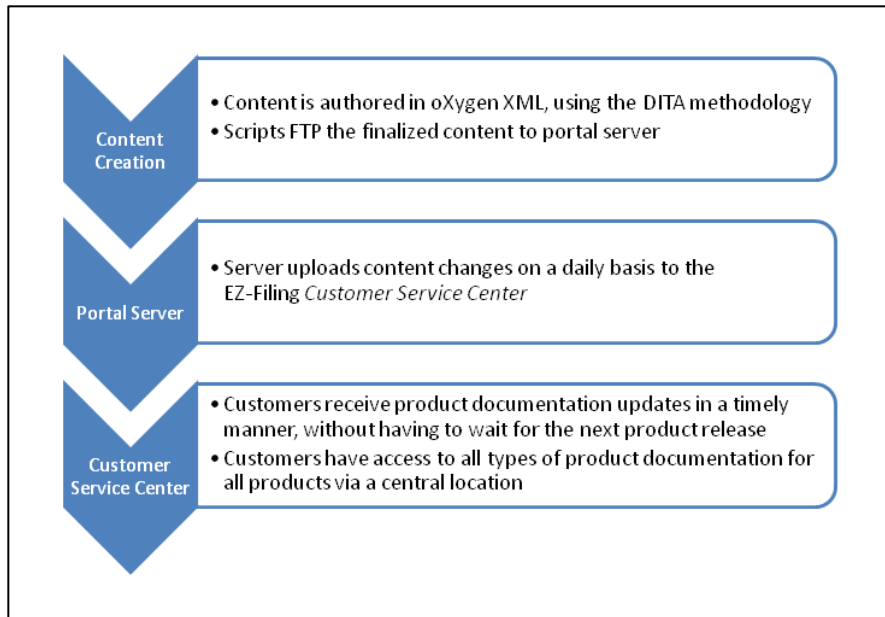 Content
Creation
• Content is authored in oXygen XML, using the DITA methodology
• Scripts FTP the finalized content to portal server
Portal Server
• Server uploads content changes on a daily basis to the
EZ-Filing Customer Service Center
Customer
Service Center
• Customers receive product documentation updates in a timely
manner, without having to wait for the next product release
• Customers have access to all types of product documentation for
all products via a central location